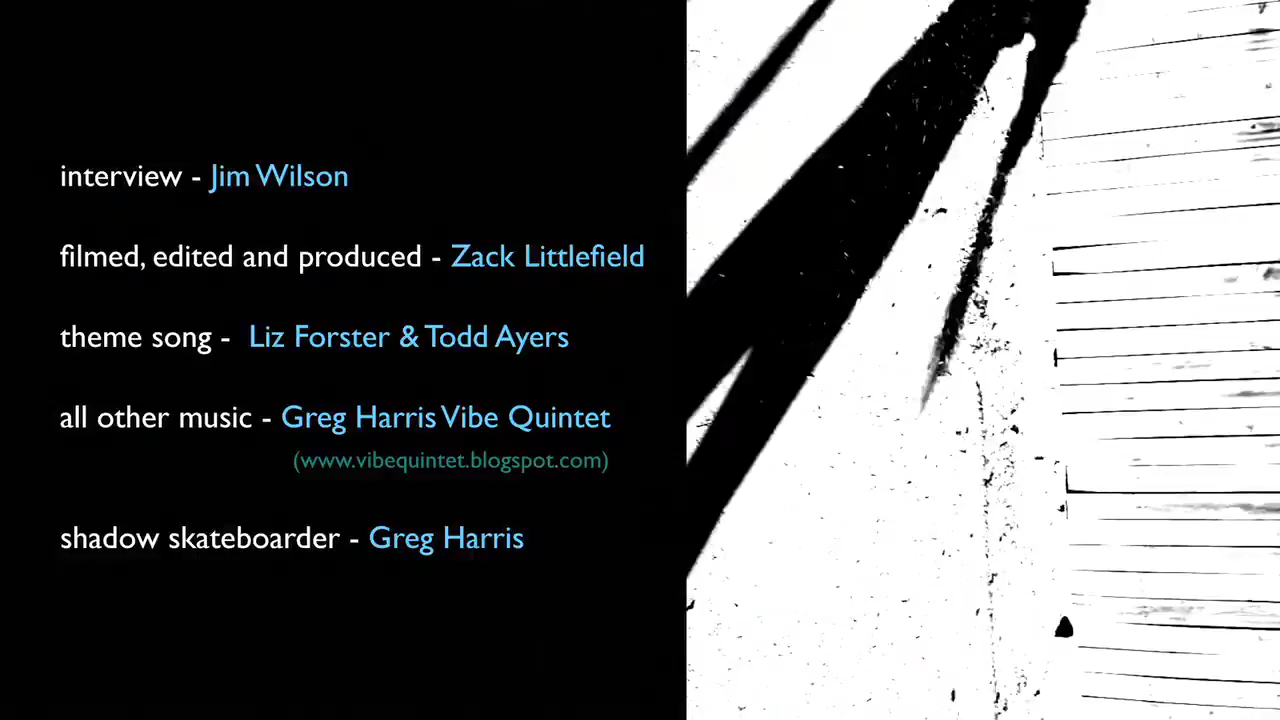 interview - Jim Wilson
filmed, edited and produced - Zack Littlefield
theme song - Liz Forster & Todd Ayers
all other music - Greg Harris Vibe Quintet
(www.vibequintet.blogspot.com)
shadow skateboarder - Greg Harris